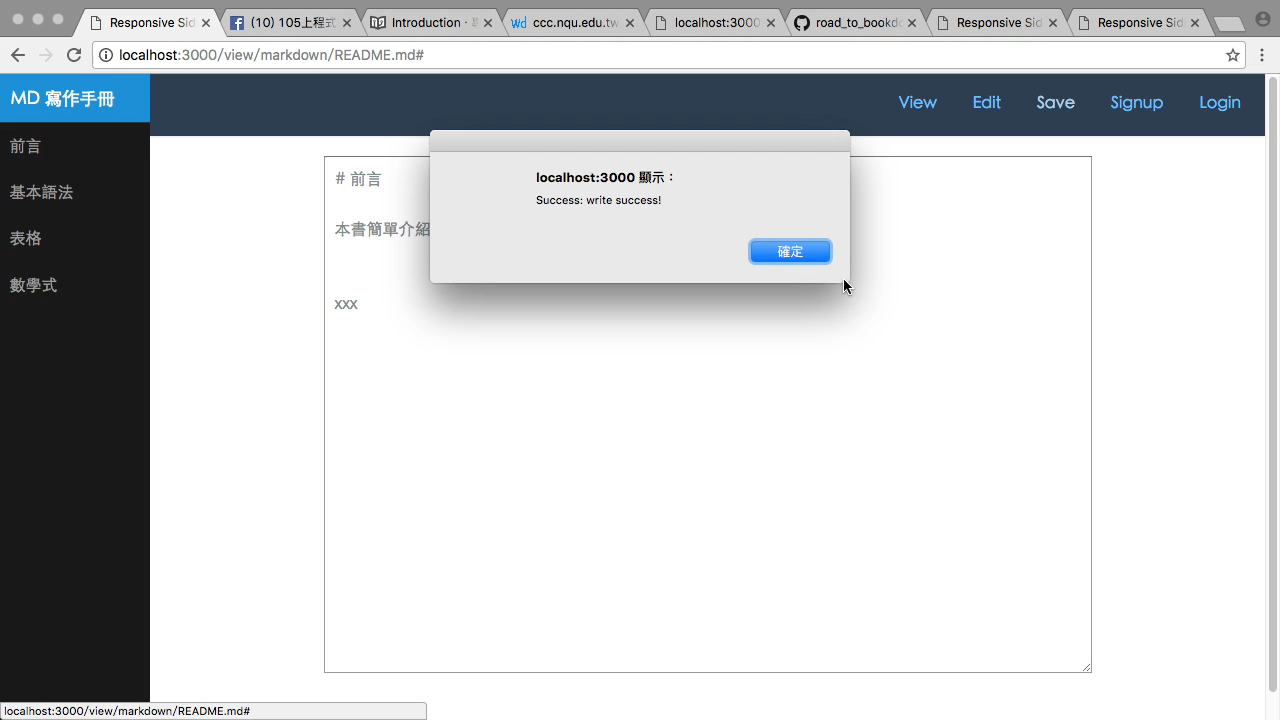 Responsive Sid
(10) 105上程式
Introduction ·
ccc.nqu.edu.tw
localhost:3000
road_to_bookdo
Responsive Sid
Responsive Sid
localhost:3000/view/markdown/README.md#
MD 寫作手冊
View
Edit
Save
Signup
Login
前言
基本語法
表格
數學式
# 前言
本書簡單介紹
xxx
localhost:3000 顯示：
Success: write success!
確定
localhost:3000/view/markdown/README.md#